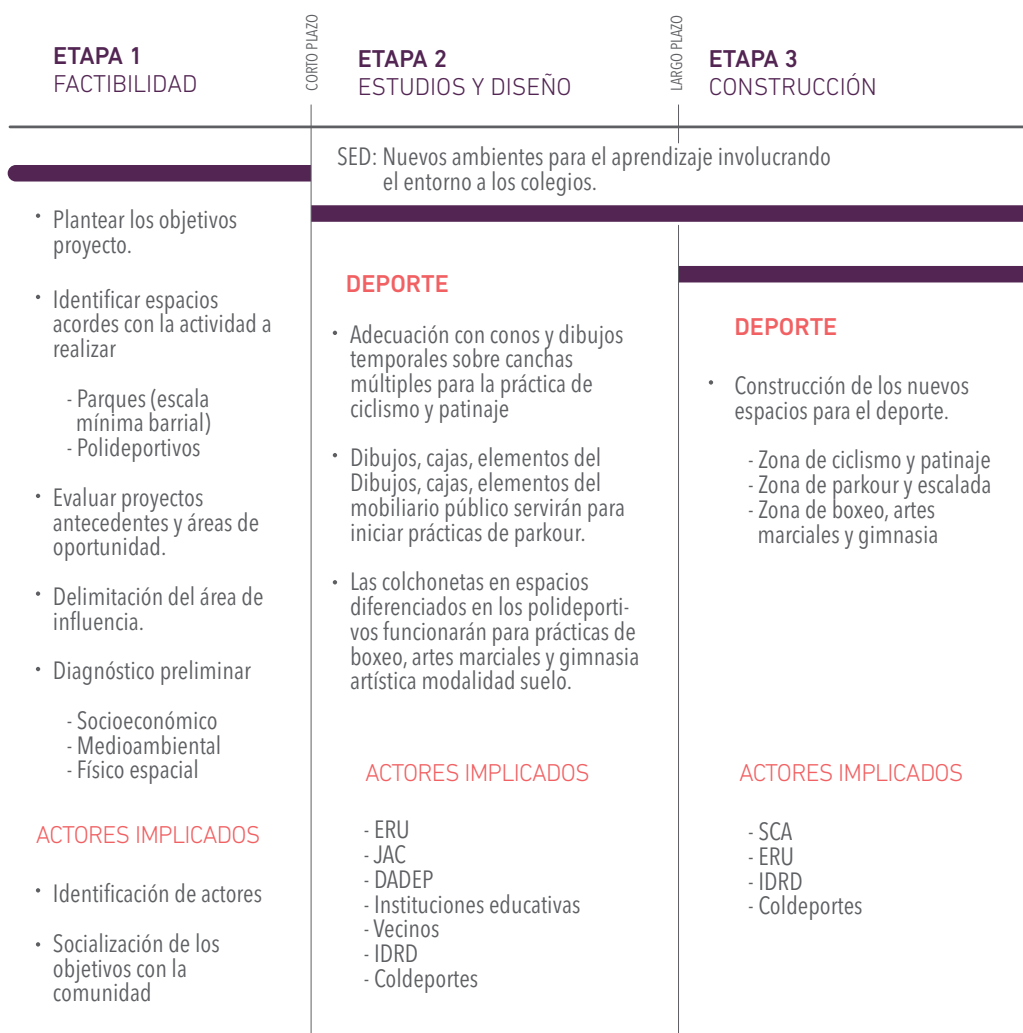 ETAPA 1
FACTIBILIDAD
CORTO PLAZO
ETAPA 2
ESTUDIOS Y DISEÑO
LARGO PLAZO
ETAPA 3
CONSTRUCCIÓN
SED: Nuevos ambientes para el aprendizaje involucrando
el entorno a los colegios.
• Plantear los objetivos
proyecto.
• Identificar espacios
acordes con la actividad a
realizar
- Parques (escala
mínima barrial)
- Polideportivos
• Evaluar proyectos
antecedentes y áreas de
oportunidad.
• Delimitación del área de
influencia.
• Diagnóstico preliminar
- Socioeconómico
- Medioambiental
- Físico espacial
ACTORES IMPLICADOS
• Identificación de actores
• Socialización de los
objetivos con la
comunidad
DEPORTE
• Adecuación con conos y dibujos
temporales sobre canchas
múltiples para la práctica de
ciclismo y patinaje
• Dibujos, cajas, elementos del
Dibujos, cajas, elementos del
mobiliario público servirán para
iniciar prácticas de parkour.
• Las colchonetas en espacios
diferenciados en los polideporti-
vos funcionarán para prácticas de
boxeo, artes marciales y gimnasia
artística modalidad suelo.
ACTORES IMPLICADOS
- ERU
- JAC
- DADEP
- Instituciones educativas
- Vecinos
- IDRD
- Coldeportes
DEPORTE
• Construcción de los nuevos
espacios para el deporte.
- Zona de ciclismo y patinaje
- Zona de parkour y escalada
- Zona de boxeo, artes
marciales y gimnasia
ACTORES IMPLICADOS
- SCA
- ERU
- IDRD
- Coldeportes